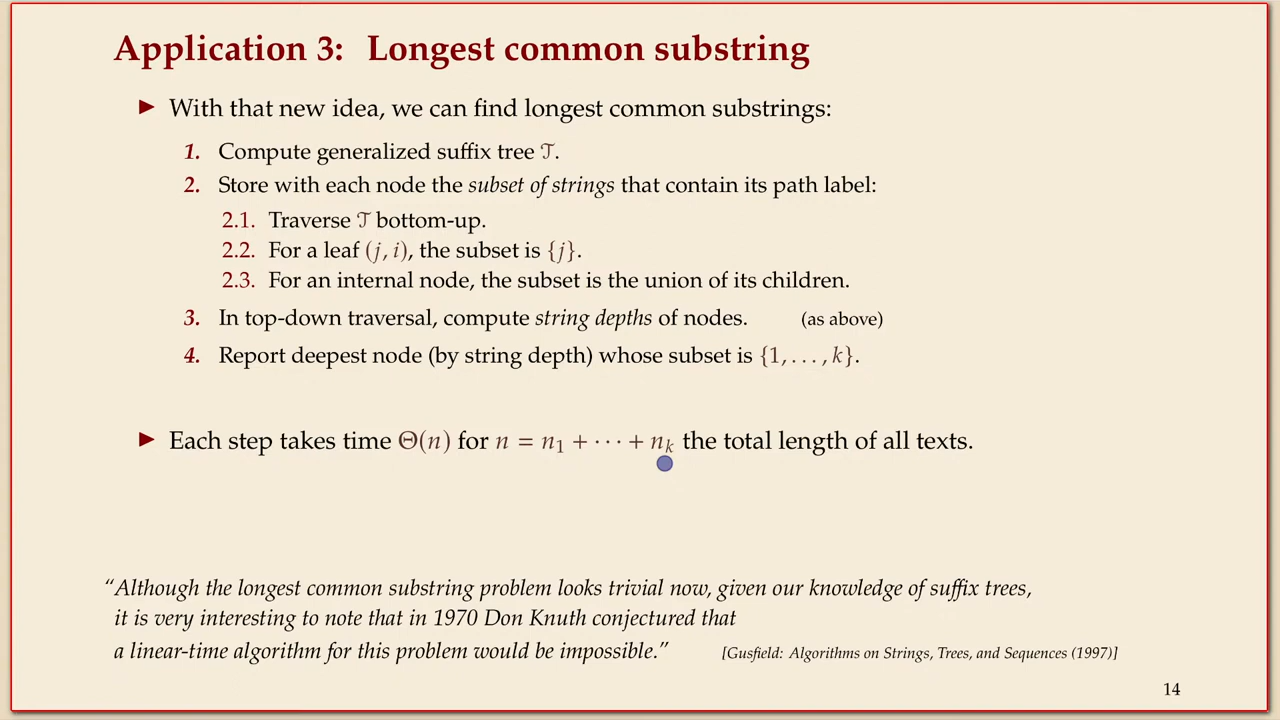 Application 3: Longest common substring
▶ With that new idea, we can find longest common substrings:
1. Compute generalized suffix tree 𝒯.
2. Store with each node the subset of strings that contain its path label:
2.1. Traverse 𝒯 bottom-up.
2.2. For a leaf (j, i), the subset is {j}.
2.3. For an internal node, the subset is the union of its children.
3. In top-down traversal, compute string depths of nodes. (as above)
4. Report deepest node (by string depth) whose subset is {1, . . . , k}.
▶ Each step takes time Θ(n) for n = n₁ + · · · + nₖ the total length of all texts.
“Although the longest common substring problem looks trivial now, given our knowledge of suffix trees,
it is very interesting to note that in 1970 Don Knuth conjectured that
a linear-time algorithm for this problem would be impossible.” [Gusfield: Algorithms on Strings, Trees, and Sequences (1997)]
14